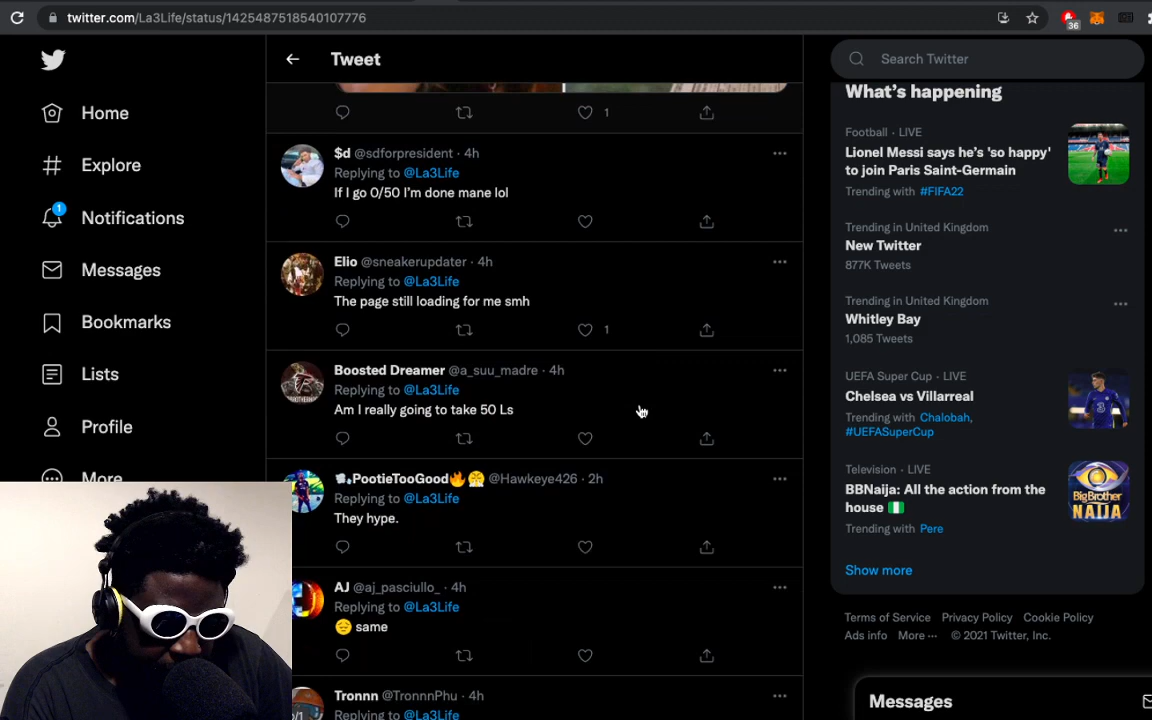 twitter.com/La3Life/status/1425487518540107776
36
Home
Explore
1
Notifications
Messages
Bookmarks
Lists
Profile
More
Tweet
1
$d @sdforpresident · 4h
Replying to @La3Life
If I go 0/50 I'm done mane lol
Elio @sneakerupdater · 4h
Replying to @La3Life
The page still loading for me smh
1
Boosted Dreamer @a_suu_madre · 4h
Replying to @La3Life
Am I really going to take 50 Ls
PootieTooGood🔥😤 @Hawkeye426 · 2h
Replying to @La3Life
They hype.
AJ @aj_pasciullo_ · 4h
Replying to @La3Life
😔 same
Tronnn @TronnnPhu · 4h
Replying to @La3Life
Search Twitter
What's happening
Football · LIVE
Lionel Messi says he's 'so happy'
to join Paris Saint-Germain
Trending with #FIFA22
Trending in United Kingdom
New Twitter
877K Tweets
Trending in United Kingdom
Whitley Bay
1,085 Tweets
UEFA Super Cup · LIVE
Chelsea vs Villarreal
Trending with Chalobah,
#UEFASuperCup
Television · LIVE
BBNaija: All the action from the
house 🇳🇬
Trending with Pere
BIG BROTHER
NAIJA
Show more
Terms of Service Privacy Policy Cookie Policy
Ads info More ··· © 2021 Twitter, Inc.
Messages